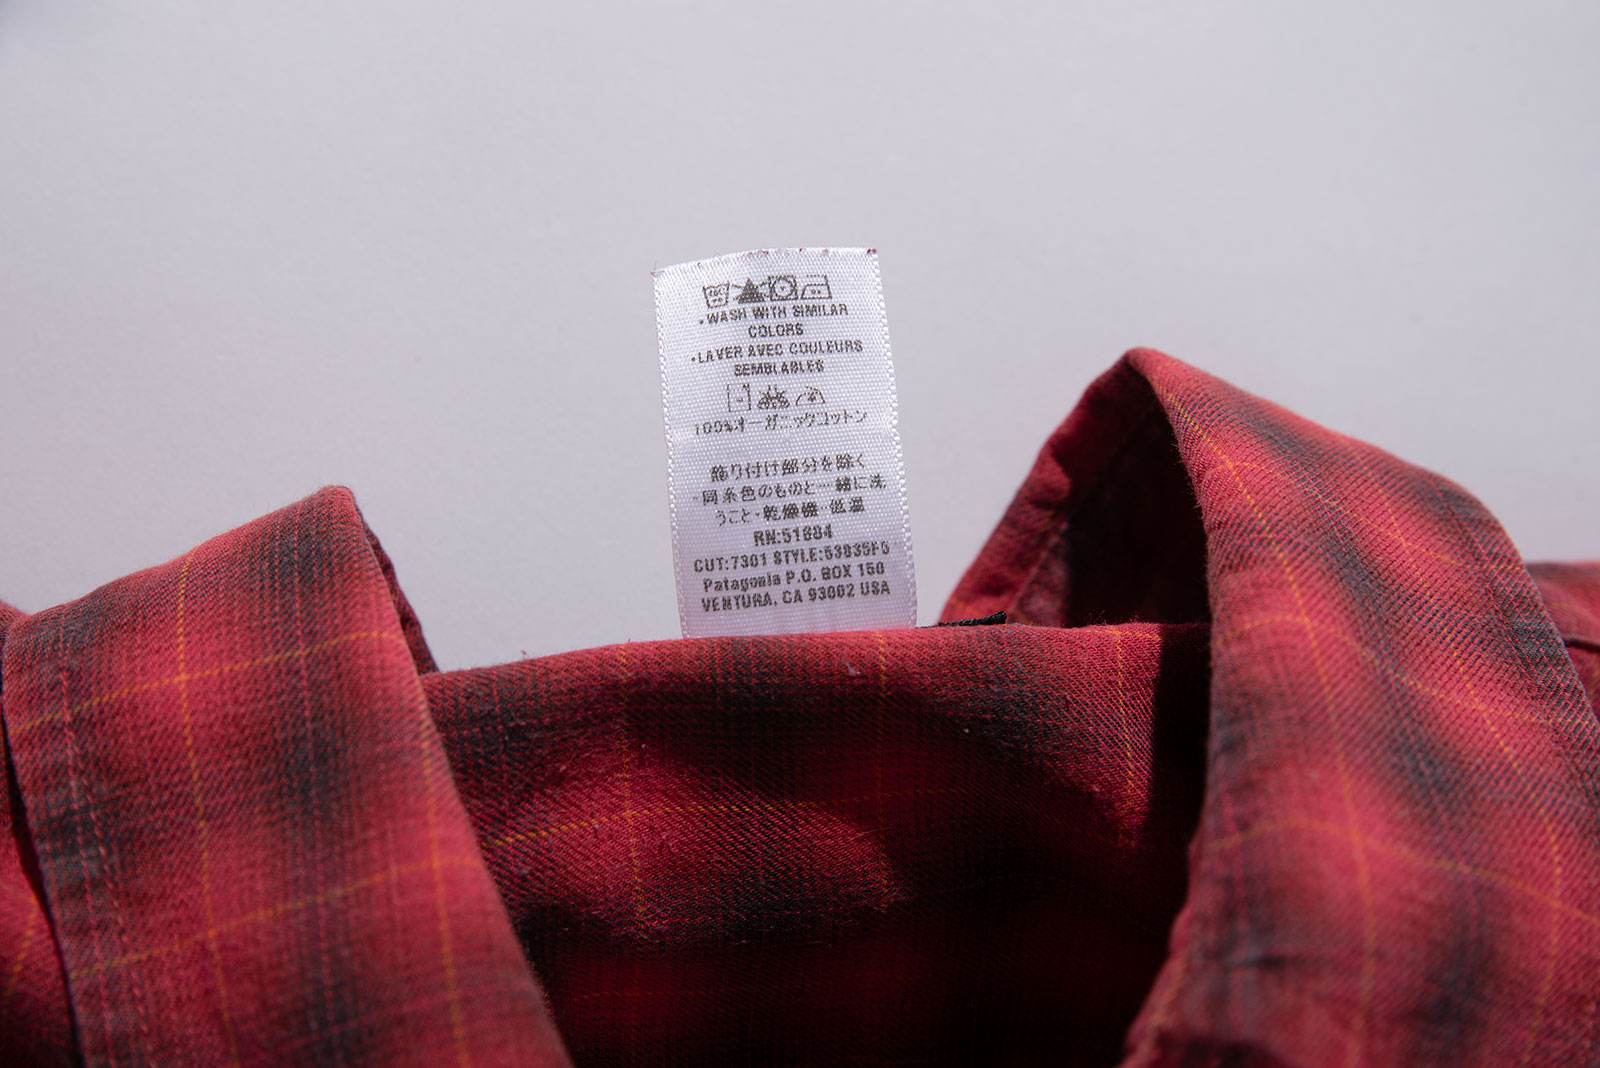 • WASH WITH SIMILAR
COLORS
• LAVER AVEC COULEURS
SEMBLABLES
100%オーガニックコットン
飾り付け部分を除く
・同系色のものと一緒に洗
うこと・乾燥機・低温
RN:51884
CUT:7301 STYLE:53835F5
Patagonia P.O. BOX 150
VENTURA, CA 93002 USA